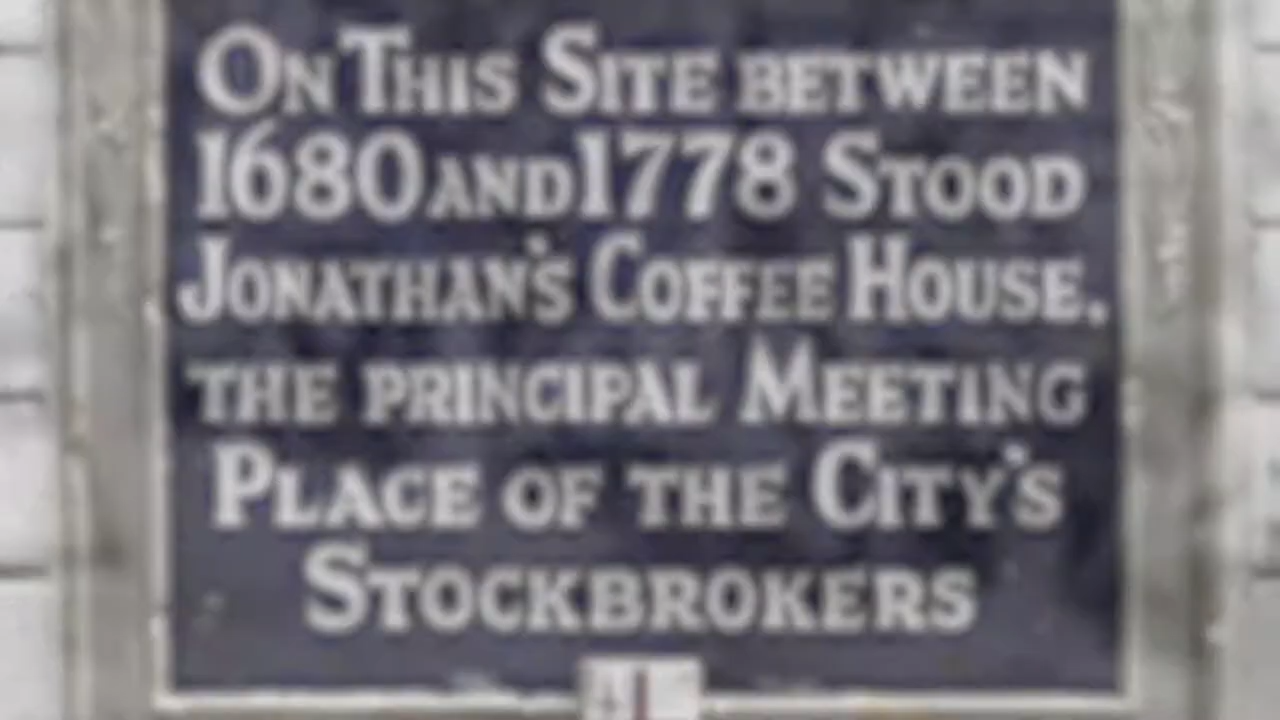 On This Site between
1680 and 1778 Stood
Jonathan's Coffee House,
the principal Meeting
Place of the City's
Stockbrokers